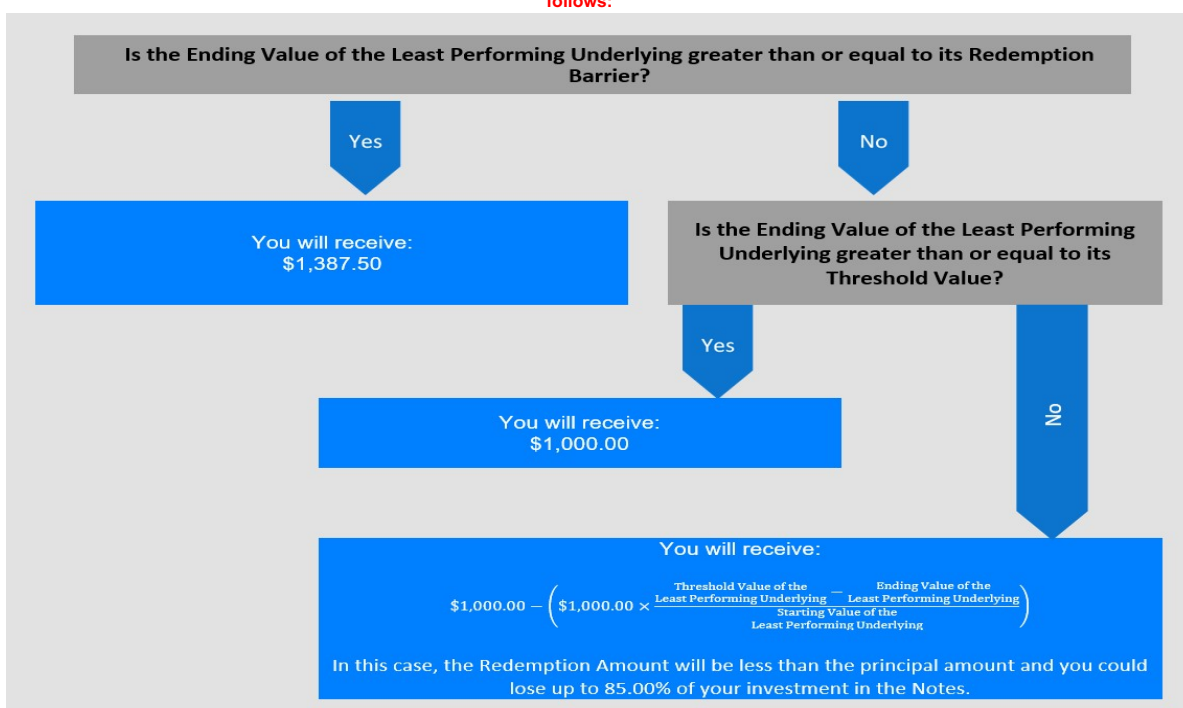 follows:
Is the Ending Value of the Least Performing Underlying greater than or equal to its Redemption
Barrier?
Yes
No
You will receive:
$1,387.50
Is the Ending Value of the Least Performing
Underlying greater than or equal to its
Threshold Value?
Yes
No
You will receive:
$1,000.00
You will receive:
$1,000.00 − ($1,000.00 × (Threshold Value of the Least Performing Underlying − Ending Value of the Least Performing Underlying) / Starting Value of the Least Performing Underlying)
In this case, the Redemption Amount will be less than the principal amount and you could
lose up to 85.00% of your investment in the Notes.